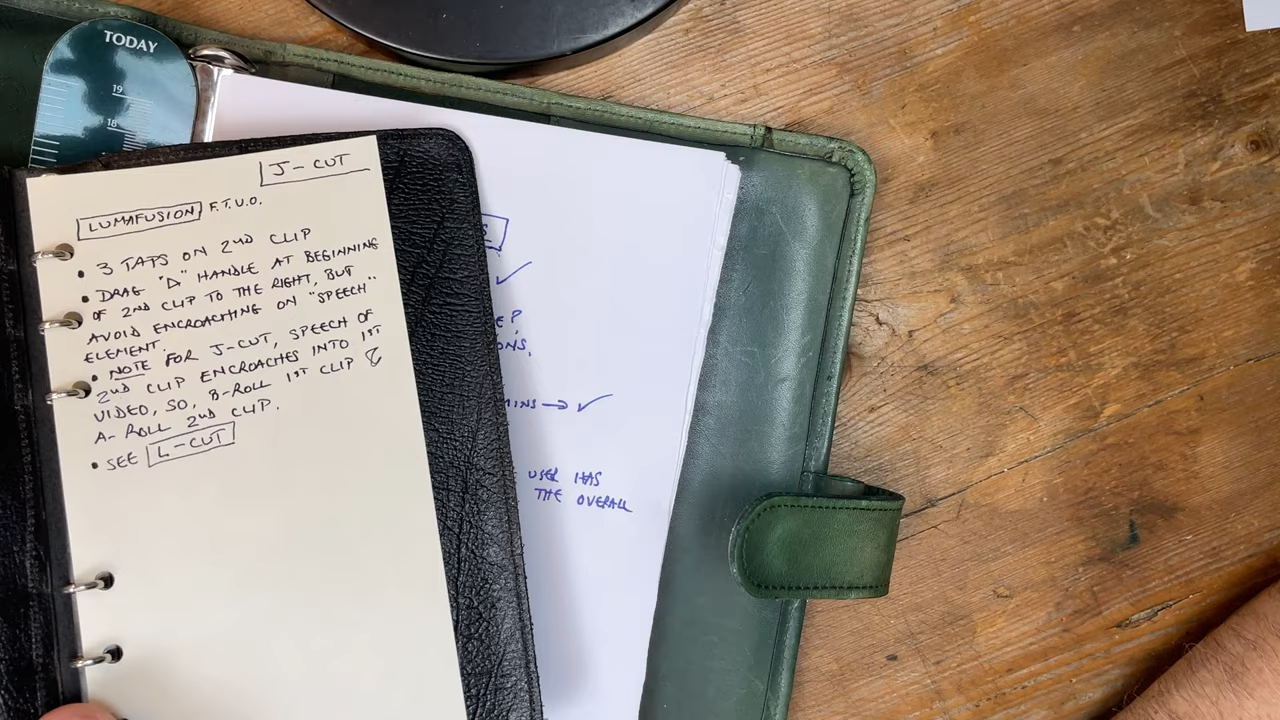 TODAY
19
18
J-CUT
LUMAFUSION F.T.V.O.
• 3 TAPS ON 2ND CLIP
• DRAG "Δ" HANDLE AT BEGINNING
OF 2ND CLIP TO THE RIGHT, BUT
AVOID ENCROACHING ON "SPEECH"
ELEMENT.
• NOTE FOR J-CUT, SPEECH OF
2ND CLIP ENCROACHES INTO 1ST
VIDEO, SO, B-ROLL 1ST CLIP &
A-ROLL 2ND CLIP.
• SEE L-CUT
✓
EP
ONS.
MINS → ✓
USER HAS
THE OVERALL